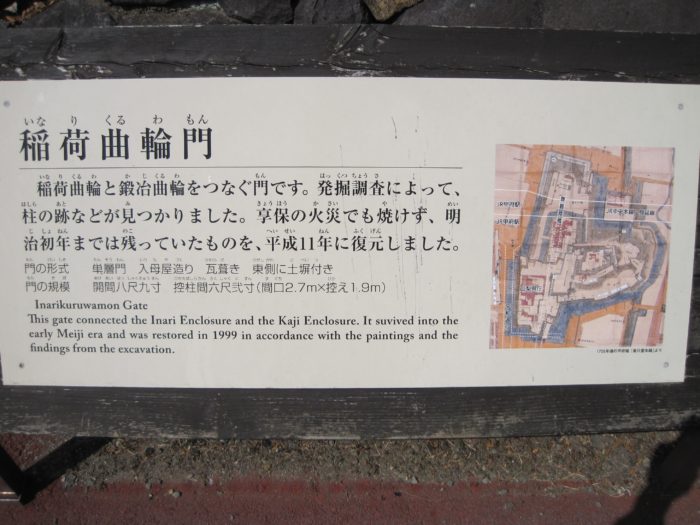 稲荷曲輪門
稲荷曲輪と鍛冶曲輪をつなぐ門です。発掘調査によって、
柱の跡などが見つかりました。享保の火災でも焼けず、明
治初年までは残っていたものを、平成11年に復元しました。
門の形式 単層門 入母屋造り 瓦葺き 東側に土塀付き
門の規模 開間八尺九寸 控柱間六尺弐寸（間口2.7m×控え1.9m）
Inarikuruwamon Gate
This gate connected the Inari Enclosure and the Kaji Enclosure. It suvived into the
early Meiji era and was restored in 1999 in accordance with the paintings and the
findings from the excavation.